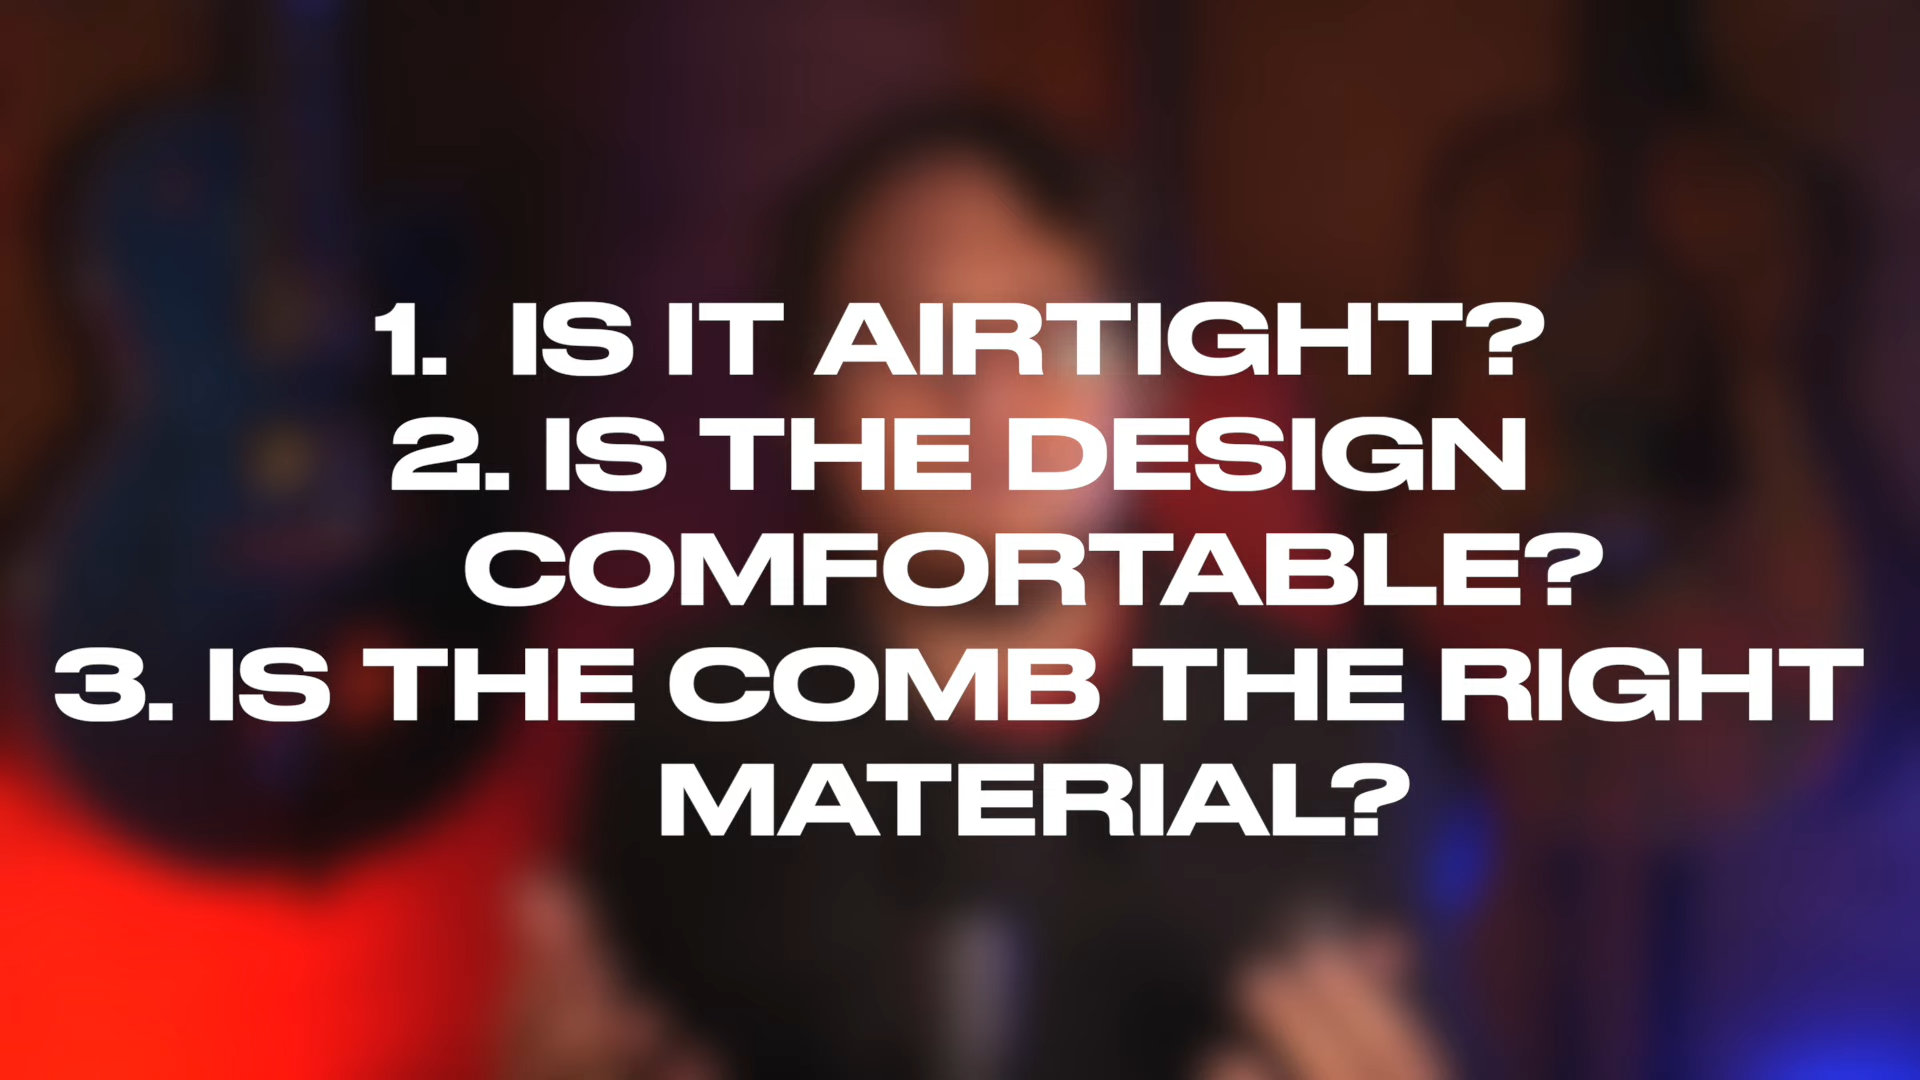 1. IS IT AIRTIGHT?
2. IS THE DESIGN
COMFORTABLE?
3. IS THE COMB THE RIGHT
MATERIAL?